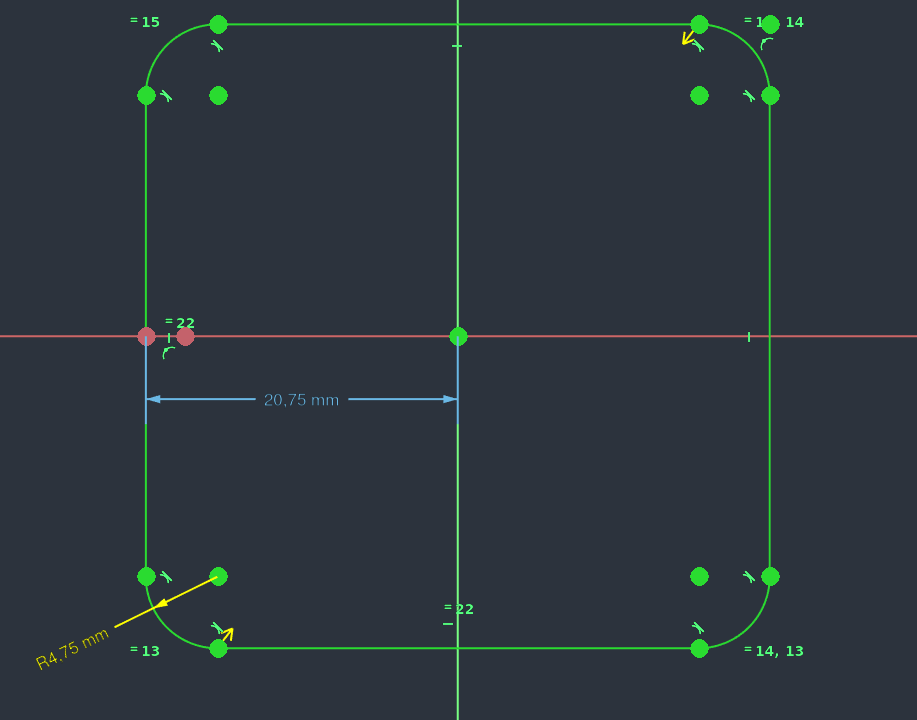 = 15
= 1
14
= 22
20,75 mm
= 22
R4,75 mm
= 13
= 14, 13